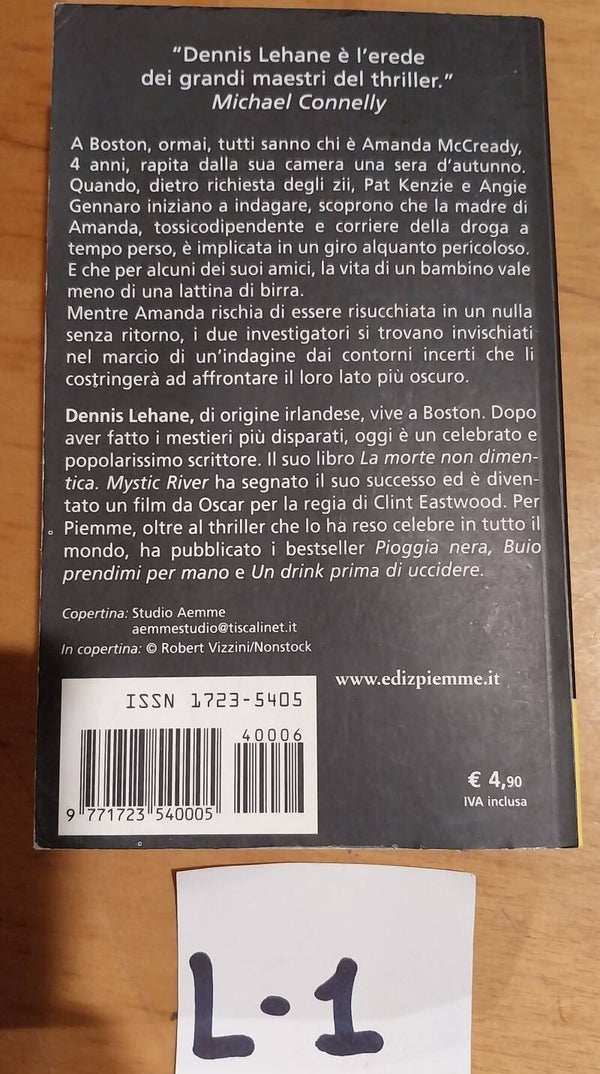 “Dennis Lehane è l’erede
dei grandi maestri del thriller.”
Michael Connelly
A Boston, ormai, tutti sanno chi è Amanda McCready,
4 anni, rapita dalla sua camera una sera d’autunno.
Quando, dietro richiesta degli zii, Pat Kenzie e Angie
Gennaro iniziano a indagare, scoprono che la madre di
Amanda, tossicodipendente e corriere della droga a
tempo perso, è implicata in un giro alquanto pericoloso.
E che per alcuni dei suoi amici, la vita di un bambino vale
meno di una lattina di birra.
Mentre Amanda rischia di essere risucchiata in un nulla
senza ritorno, i due investigatori si trovano invischiati
nel marcio di un’indagine dai contorni incerti che li
costringerà ad affrontare il loro lato più oscuro.
Dennis Lehane, di origine irlandese, vive a Boston. Dopo
aver fatto i mestieri più disparati, oggi è un celebrato e
popolarissimo scrittore. Il suo libro La morte non dimen-
tica. Mystic River ha segnato il suo successo ed è diven-
tato un film da Oscar per la regia di Clint Eastwood. Per
Piemme, oltre al thriller che lo ha reso celebre in tutto il
mondo, ha pubblicato i bestseller Pioggia nera, Buio
prendimi per mano e Un drink prima di uccidere.
Copertina: Studio Aemme
aemmestudio@tiscalinet.it
In copertina: © Robert Vizzini/Nonstock
www.edizpiemme.it
ISSN 1723-5405
40006
9 771723 540005
€ 4,90
IVA inclusa
L·1